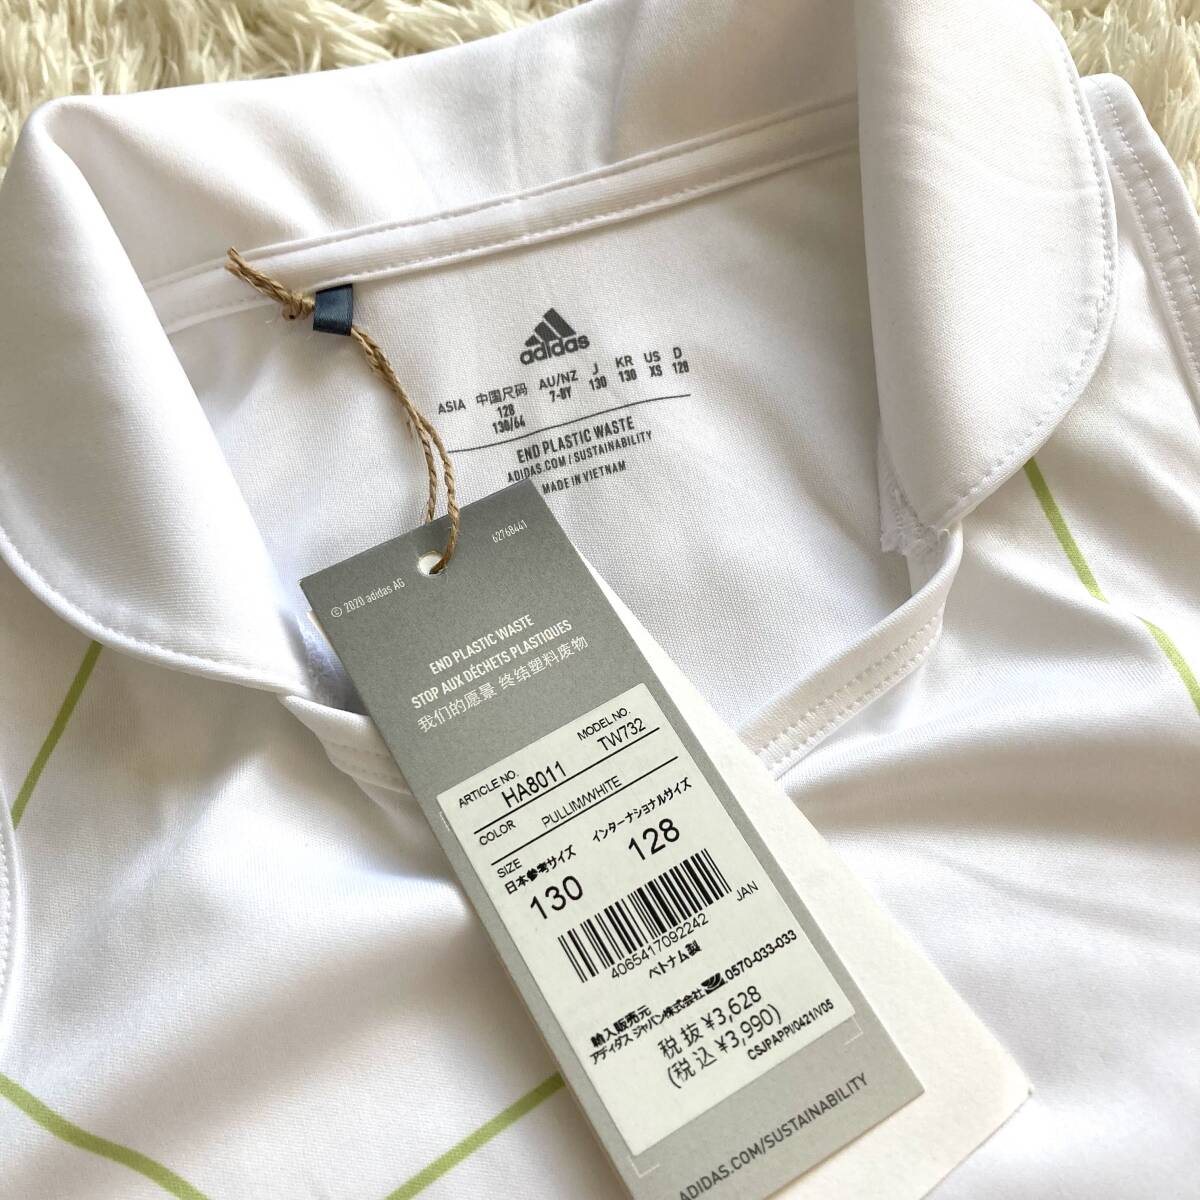 adidas
ASIA 中国尺码 AU/NZ J KR US D
128 7-8Y 130 130 XS 128
130/64
END PLASTIC WASTE
ADIDAS.COM/SUSTAINABILITY
MADE IN VIETNAM
© 2020 adidas AG
62768441
END PLASTIC WASTE
STOP AUX DÉCHETS PLASTIQUES
我们的愿景 终结塑料废物
ARTICLE NO. MODEL NO.
HA8011 TW732
COLOR PULLIM/WHITE
SIZE
日本参考サイズ インターナショナルサイズ
130 128
4065417092242 JAN
ベトナム製
輸入販売元
アディダス ジャパン株式会社 0570-033-033
税抜 ¥3,628
(税込 ¥3,990)
CSJPAPPI/0421/V05
ADIDAS.COM/SUSTAINABILITY